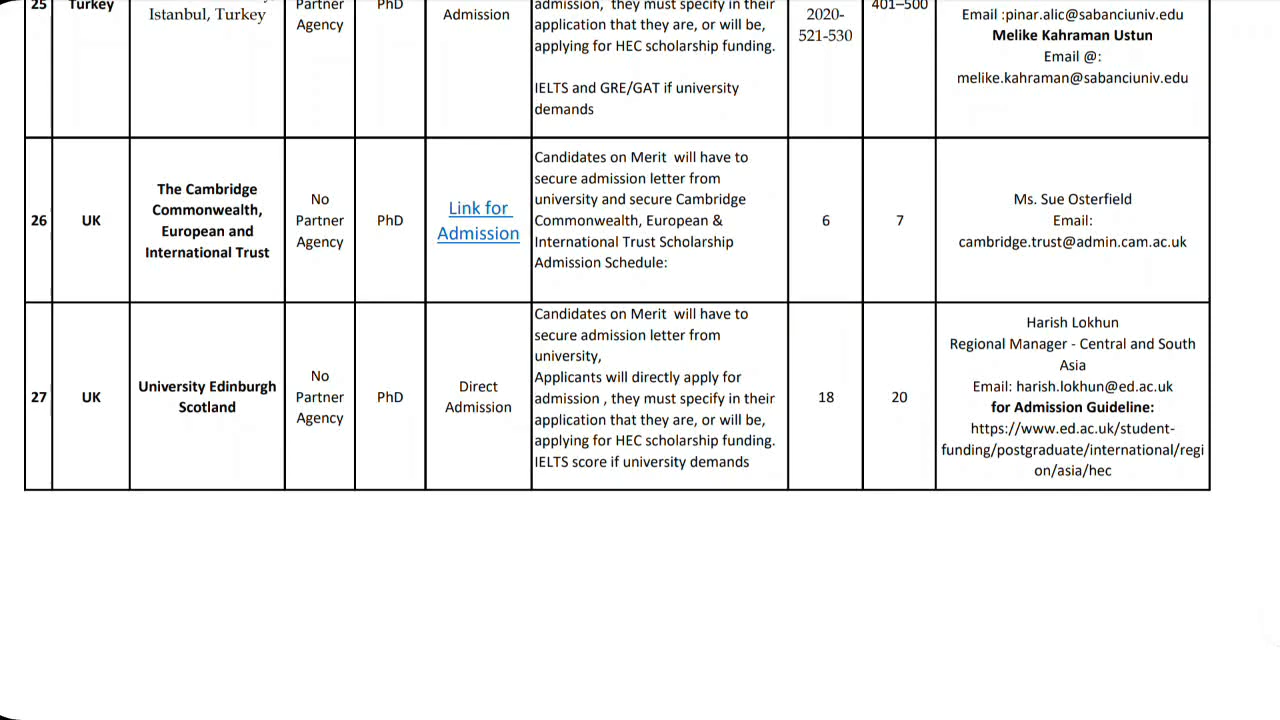 25
Turkey
Istanbul, Turkey
Partner
Agency
PhD
Admission
admission, they must specify in their
application that they are, or will be,
applying for HEC scholarship funding.
IELTS and GRE/GAT if university
demands
2020-
521-530
401–500
Email :pinar.alic@sabanciuniv.edu
Melike Kahraman Ustun
Email @:
melike.kahraman@sabanciuniv.edu
26
UK
The Cambridge
Commonwealth,
European and
International Trust
No
Partner
Agency
PhD
Link for
Admission
Candidates on Merit will have to
secure admission letter from
university and secure Cambridge
Commonwealth, European &
International Trust Scholarship
Admission Schedule:
6
7
Ms. Sue Osterfield
Email:
cambridge.trust@admin.cam.ac.uk
27
UK
University Edinburgh
Scotland
No
Partner
Agency
PhD
Direct
Admission
Candidates on Merit will have to
secure admission letter from
university,
Applicants will directly apply for
admission , they must specify in their
application that they are, or will be,
applying for HEC scholarship funding.
IELTS score if university demands
18
20
Harish Lokhun
Regional Manager - Central and South
Asia
Email: harish.lokhun@ed.ac.uk
for Admission Guideline:
https://www.ed.ac.uk/student-
funding/postgraduate/international/regi
on/asia/hec